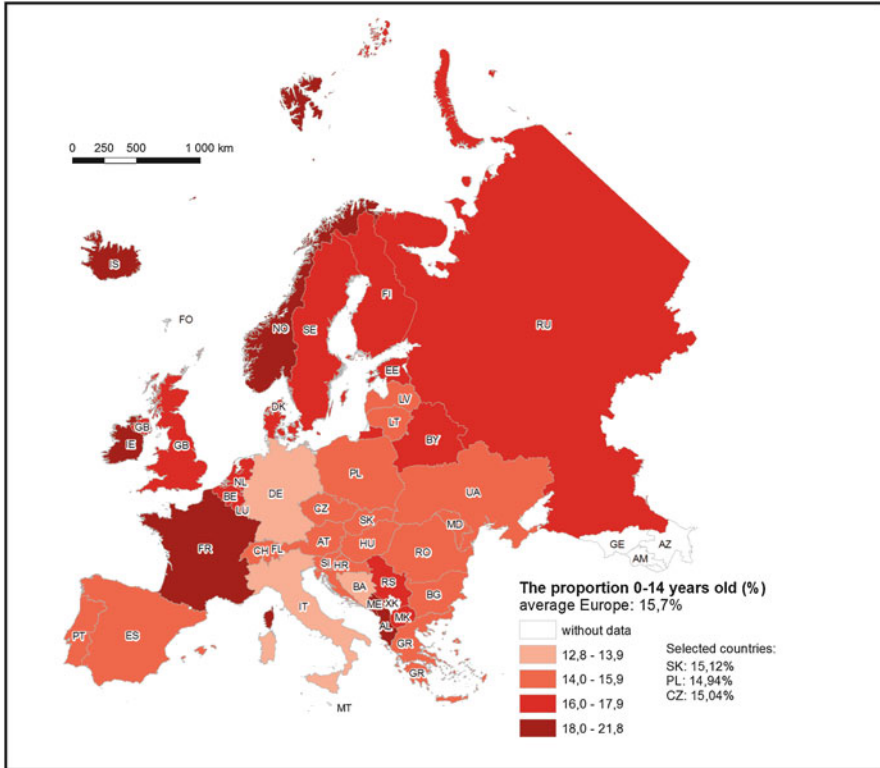 0 250 500 1 000 km
IS
FO
NO
SE
FI
RU
EE
LV
LT
DK
GB
GB
IE
BY
NL
BE
LU
DE
PL
UA
CZ
SK
MD
FR
CH
FL
AT
HU
RO
SI
HR
BA
RS
IT
ME
XK
BG
MK
AL
PT
ES
GR
GR
MT
GE
AZ
AM
The proportion 0-14 years old (%)
average Europe: 15,7%
without data
12,8 - 13,9
14,0 - 15,9
16,0 - 17,9
18,0 - 21,8
Selected countries:
SK: 15,12%
PL: 14,94%
CZ: 15,04%